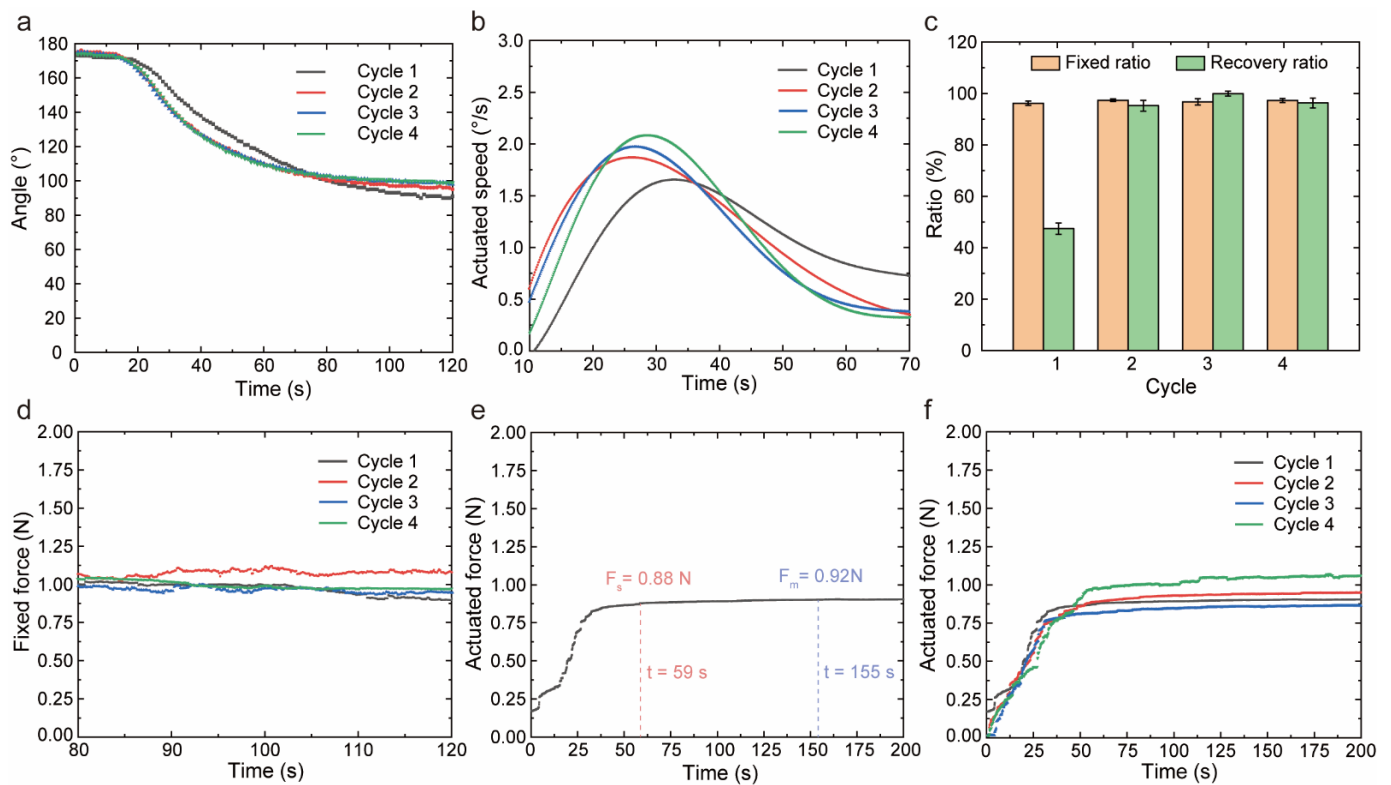 a
180
160
140
120
100
80
60
40
20
0
Angle (°)
0 20 40 60 80 100 120
Time (s)
Cycle 1
Cycle 2
Cycle 3
Cycle 4
b
3.0
2.5
2.0
1.5
1.0
0.5
0.0
Actuated speed (°/s)
10 20 30 40 50 60 70
Time (s)
Cycle 1
Cycle 2
Cycle 3
Cycle 4
c
120
100
80
60
40
20
0
Ratio (%)
Fixed ratio Recovery ratio
1 2 3 4
Cycle
d
2.00
1.75
1.50
1.25
1.00
0.75
0.50
0.25
0.00
Fixed force (N)
80 90 100 110 120
Time (s)
Cycle 1
Cycle 2
Cycle 3
Cycle 4
e
2.00
1.75
1.50
1.25
1.00
0.75
0.50
0.25
0.00
Actuated force (N)
Fs= 0.88 N
Fm= 0.92N
t = 59 s
t = 155 s
0 25 50 75 100 125 150 175 200
Time (s)
f
2.00
1.75
1.50
1.25
1.00
0.75
0.50
0.25
0.00
Actuated force (N)
Cycle 1
Cycle 2
Cycle 3
Cycle 4
0 25 50 75 100 125 150 175 200
Time (s)